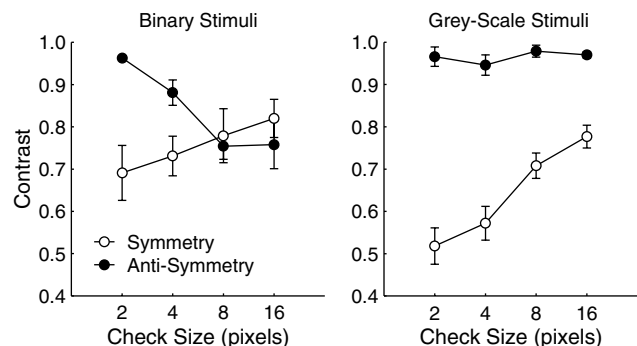 Binary Stimuli
Grey-Scale Stimuli
Contrast
1.0
0.9
0.8
0.7
0.6
0.5
0.4
Symmetry
Anti-Symmetry
2 4 8 16
Check Size (pixels)
1.0
0.9
0.8
0.7
0.6
0.5
0.4
2 4 8 16
Check Size (pixels)